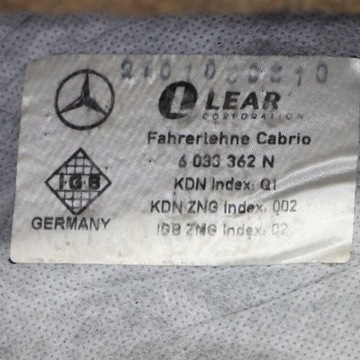 LEAR
CORPORATION
Fahrerlehne Cabrio
6 033 362 N
IGB
KDN Index: Q1
KDN ZNG Index: 002
GERMANY
IGB ZNG Index: 02